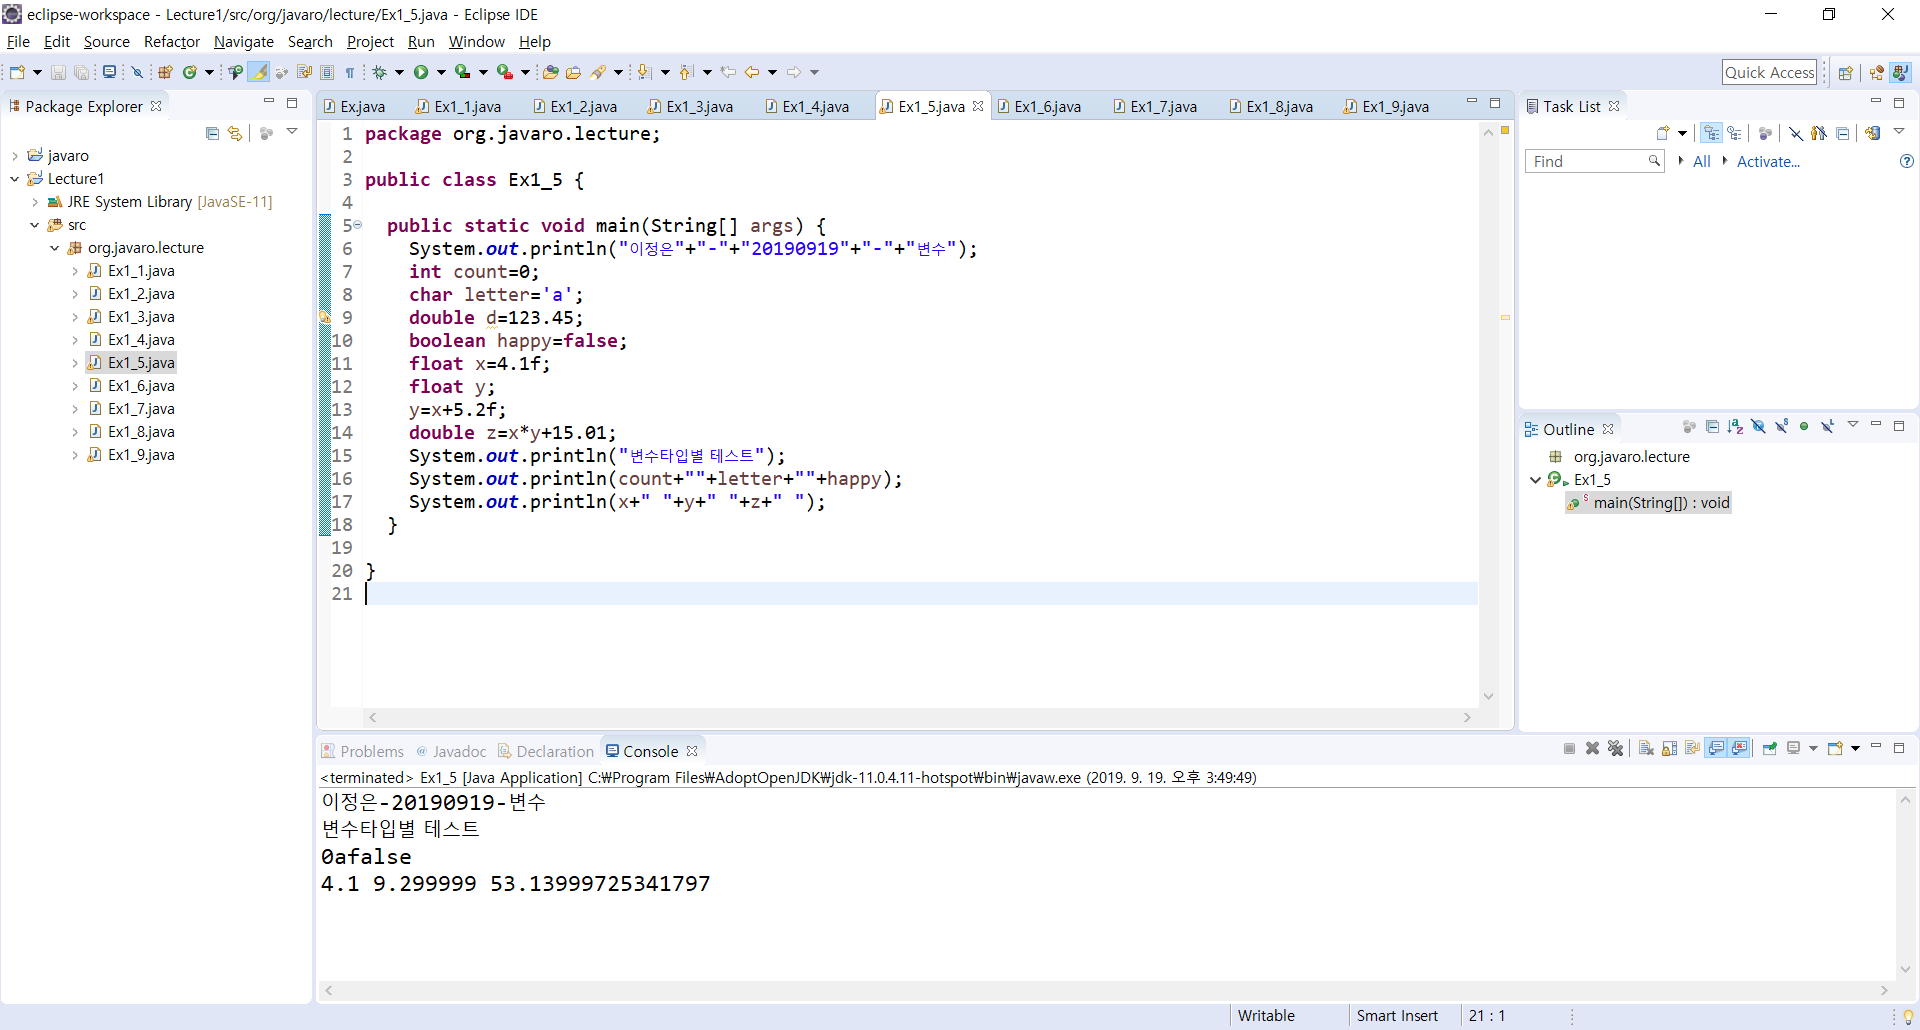 eclipse-workspace - Lecture1/src/org/javaro/lecture/Ex1_5.java - Eclipse IDE
File Edit Source Refactor Navigate Search Project Run Window Help
Quick Access
Package Explorer
javaro
Lecture1
JRE System Library [JavaSE-11]
src
org.javaro.lecture
Ex1_1.java
Ex1_2.java
Ex1_3.java
Ex1_4.java
Ex1_5.java
Ex1_6.java
Ex1_7.java
Ex1_8.java
Ex1_9.java
Ex.java Ex1_1.java Ex1_2.java Ex1_3.java Ex1_4.java Ex1_5.java Ex1_6.java Ex1_7.java Ex1_8.java Ex1_9.java
1 package org.javaro.lecture;
2
3 public class Ex1_5 {
4
5 public static void main(String[] args) {
6 System.out.println("이정은"+"-"+"20190919"+"-"+"변수");
7 int count=0;
8 char letter='a';
9 double d=123.45;
10 boolean happy=false;
11 float x=4.1f;
12 float y;
13 y=x+5.2f;
14 double z=x*y+15.01;
15 System.out.println("변수타입별 테스트");
16 System.out.println(count+""+letter+""+happy);
17 System.out.println(x+" "+y+" "+z+" ");
18 }
19
20 }
21
Task List
Find All Activate...
Outline
org.javaro.lecture
Ex1_5
main(String[]) : void
Problems Javadoc Declaration Console
<terminated> Ex1_5 [Java Application] C:₩Program Files₩AdoptOpenJDK₩jdk-11.0.4.11-hotspot₩bin₩javaw.exe (2019. 9. 19. 오후 3:49:49)
이정은-20190919-변수
변수타입별 테스트
0afalse
4.1 9.299999 53.13999725341797
Writable Smart Insert 21 : 1